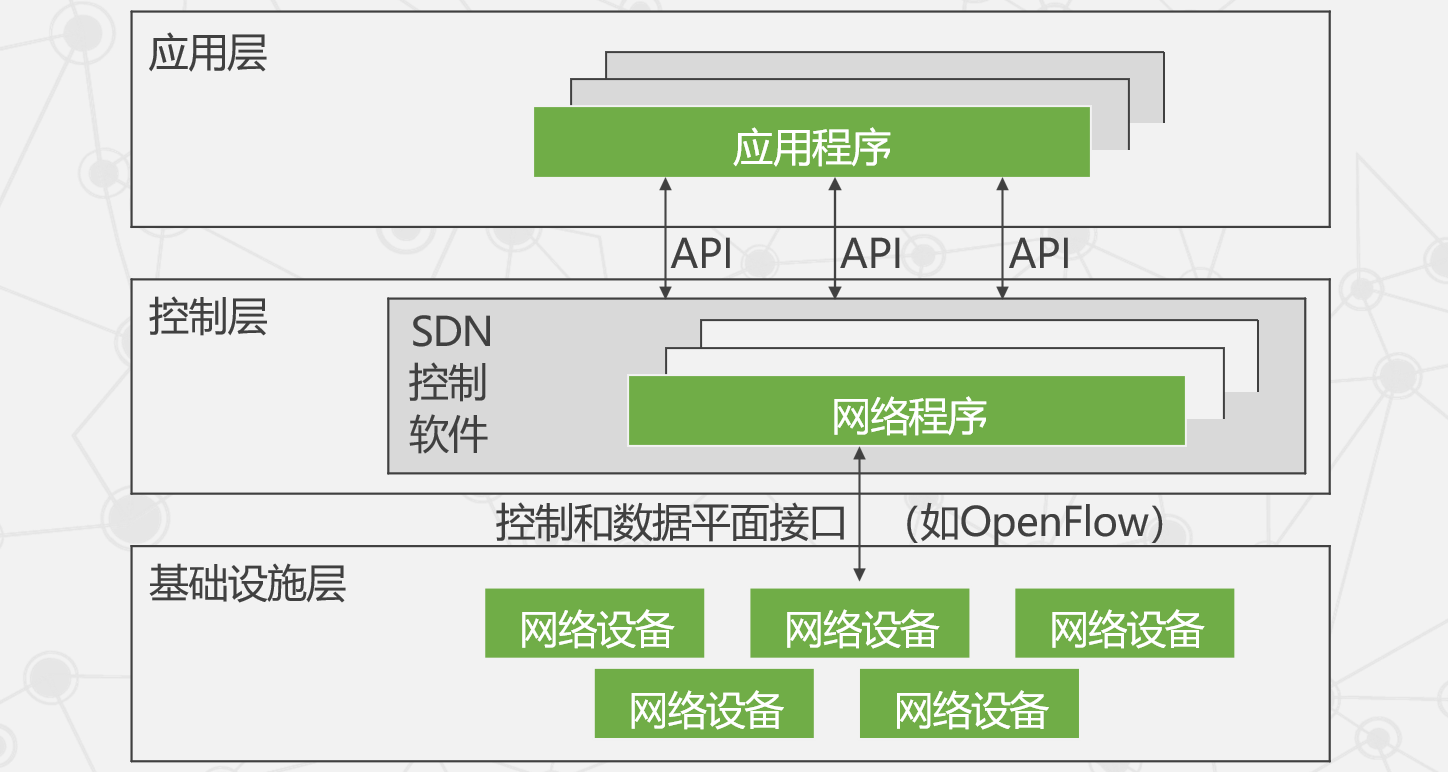 应用层
应用程序
API
API
API
控制层
SDN
控制
软件
网络程序
控制和数据平面接口 （如OpenFlow）
基础设施层
网络设备
网络设备
网络设备
网络设备
网络设备